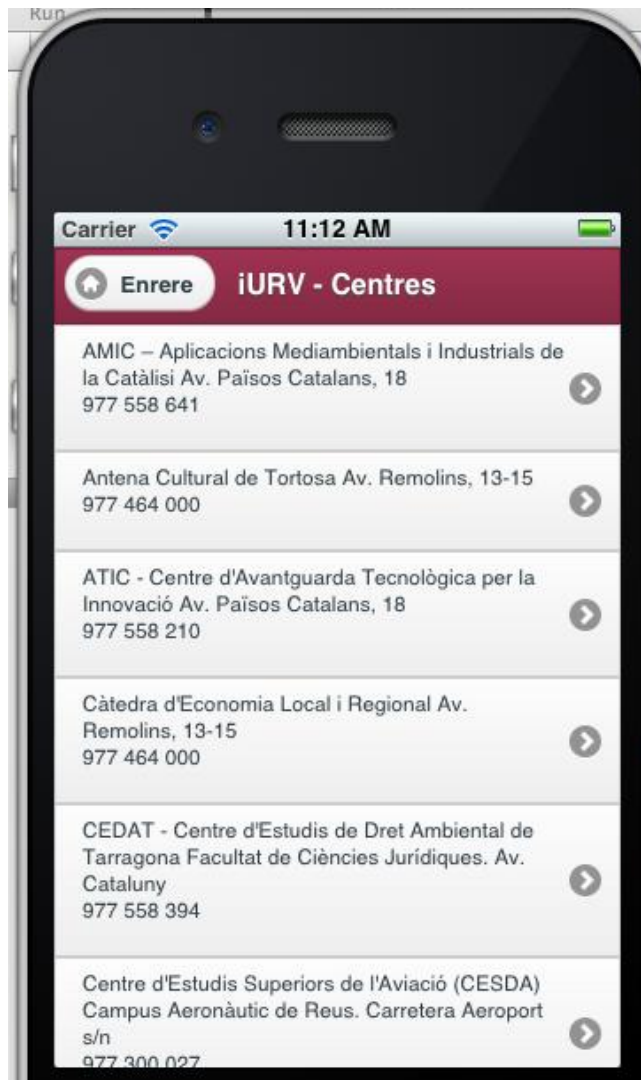 Run
Carrier 11:12 AM
Enrere iURV - Centres
AMIC – Aplicacions Mediambientals i Industrials de
la Catàlisi Av. Països Catalans, 18
977 558 641
Antena Cultural de Tortosa Av. Remolins, 13-15
977 464 000
ATIC - Centre d'Avantguarda Tecnològica per la
Innovació Av. Països Catalans, 18
977 558 210
Càtedra d'Economia Local i Regional Av.
Remolins, 13-15
977 464 000
CEDAT - Centre d'Estudis de Dret Ambiental de
Tarragona Facultat de Ciències Jurídiques. Av.
Cataluny
977 558 394
Centre d'Estudis Superiors de l'Aviació (CESDA)
Campus Aeronàutic de Reus. Carretera Aeroport
s/n
977 300 027